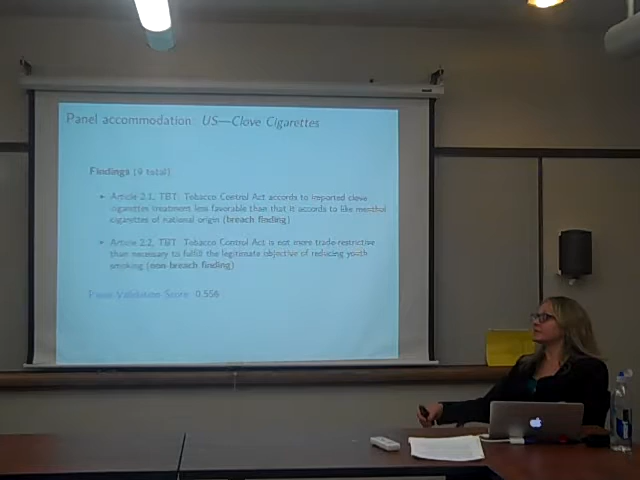 Panel accommodation: US—Clove Cigarettes
Findings (9 total)
• Article 2.1, TBT: Tobacco Control Act accords to imported clove
cigarettes treatment less favorable than that it accords to like menthol
cigarettes of national origin (breach finding)
• Article 2.2, TBT: Tobacco Control Act is not more trade-restrictive
than necessary to fulfill the legitimate objective of reducing youth
smoking (non-breach finding)
Panel Validation Score: 0.556